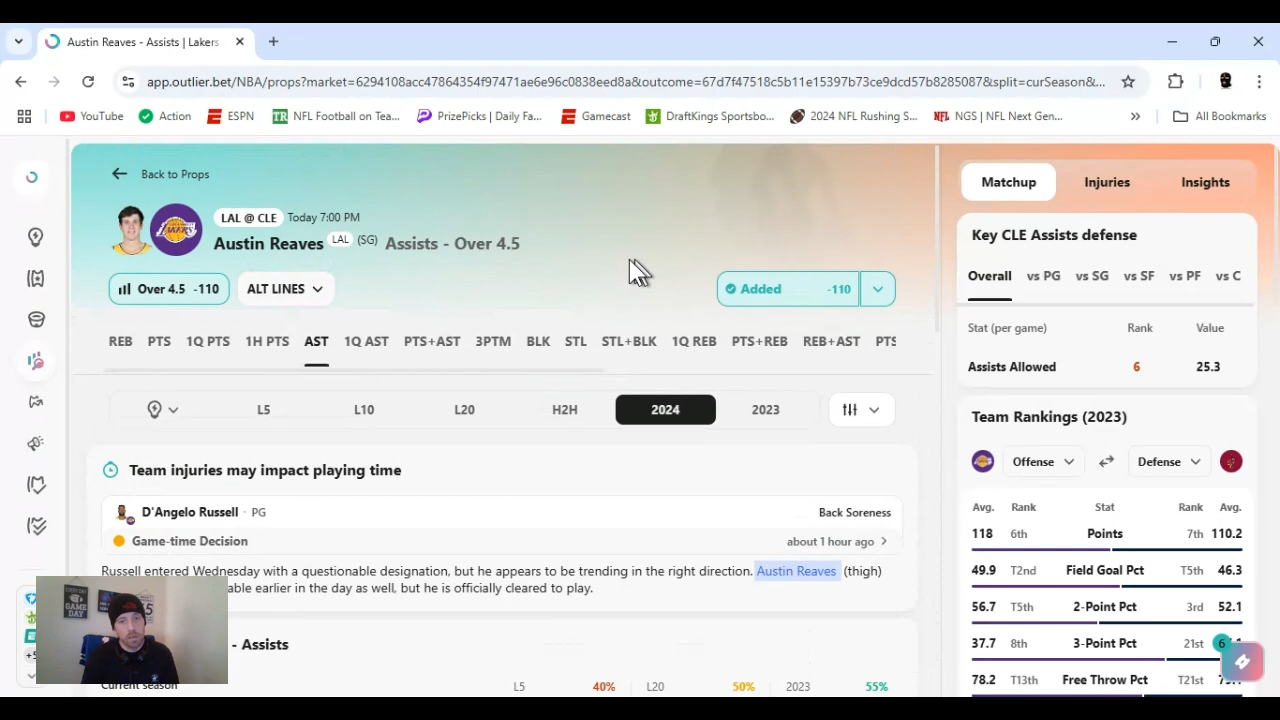 Austin Reaves - Assists | Lakers
app.outlier.bet/NBA/props?market=6294108acc47864354f97471ae6e96c0838eed8a&outcome=67d7f47518c5b11e15397b73ce9dcd57b8285087&split=curSeason&...
YouTube Action ESPN NFL Football on Tea... PrizePicks | Daily Fa... Gamecast DraftKings Sportsbo... 2024 NFL Rushing S... NFL NGS | NFL Next Gen... » All Bookmarks
Back to Props
LAL @ CLE Today 7:00 PM
Austin Reaves LAL (SG) Assists - Over 4.5
Over 4.5 -110 ALT LINES Added -110
REB PTS 1Q PTS 1H PTS AST 1Q AST PTS+AST 3PTM BLK STL STL+BLK 1Q REB PTS+REB REB+AST PTS
L5 L10 L20 H2H 2024 2023
Team injuries may impact playing time
D'Angelo Russell · PG Back Soreness
Game-time Decision about 1 hour ago
Russell entered Wednesday with a questionable designation, but he appears to be trending in the right direction. Austin Reaves (thigh)
able earlier in the day as well, but he is officially cleared to play.
- Assists
Current season L5 40% L20 50% 2023 55%
GAME DAY
Matchup Injuries Insights
Key CLE Assists defense
Overall vs PG vs SG vs SF vs PF vs C
Stat (per game) Rank Value
Assists Allowed 6 25.3
Team Rankings (2023)
Offense Defense
Avg. Rank Stat Rank Avg.
118 6th Points 7th 110.2
49.9 T2nd Field Goal Pct T5th 46.3
56.7 T5th 2-Point Pct 3rd 52.1
37.7 8th 3-Point Pct 21st
78.2 T13th Free Throw Pct T21st